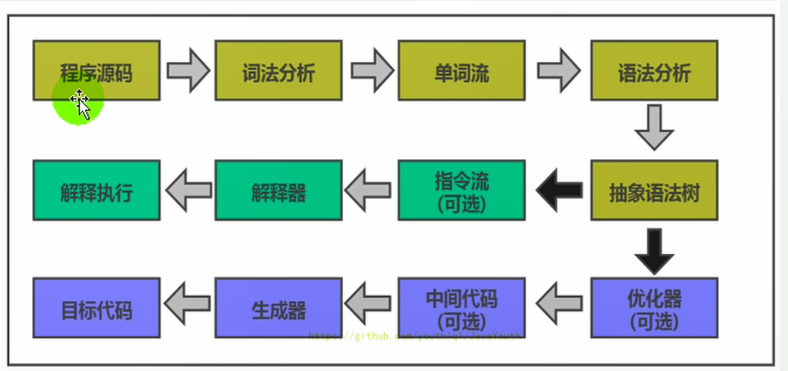 程序源码
词法分析
单词流
语法分析
解释执行
解释器
指令流
(可选)
抽象语法树
目标代码
生成器
中间代码
(可选)
优化器
(可选)
https://github.com/youthlql/JavaYouth